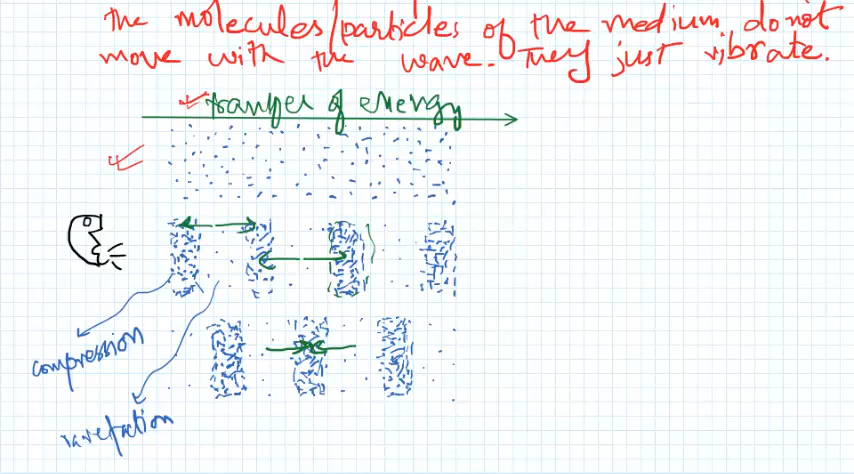 the molecules/particles of the medium do not
move with the wave. They just vibrate.
transfer of energy
compression
rarefaction